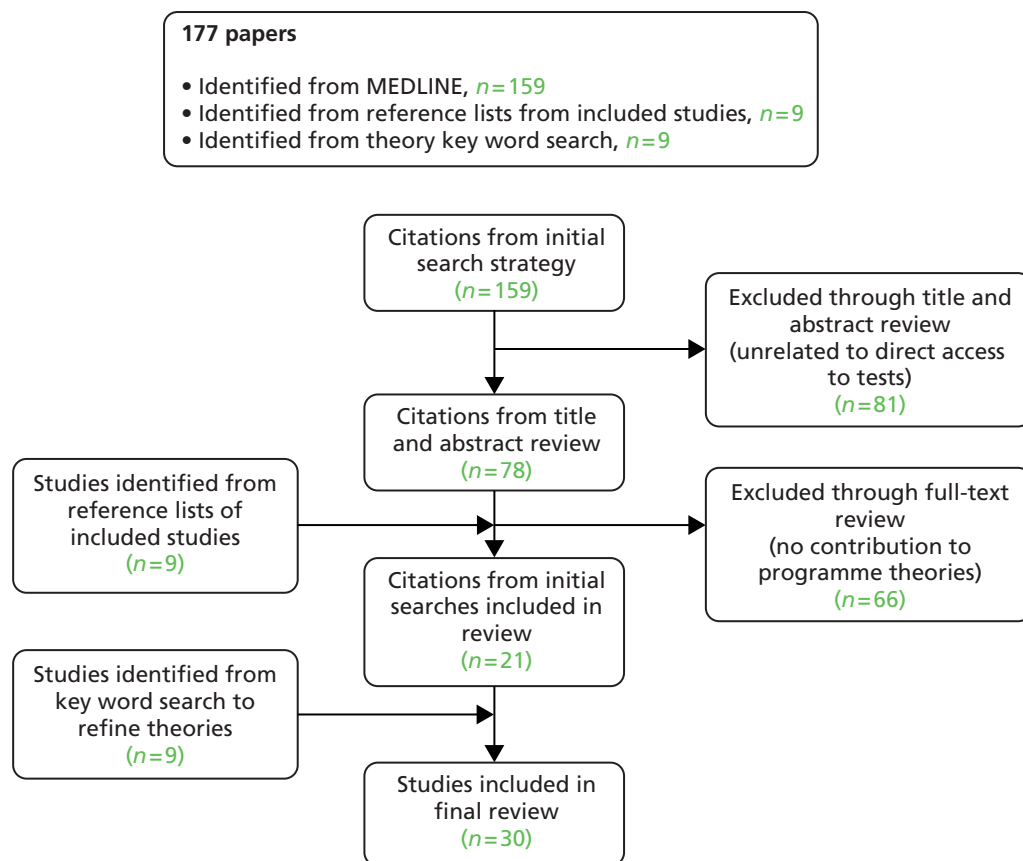 177 papers
• Identified from MEDLINE, n=159
• Identified from reference lists from included studies, n=9
• Identified from theory key word search, n=9
Citations from initial
search strategy
(n=159)
Excluded through title and
abstract review
(unrelated to direct access
to tests)
(n=81)
Citations from title
and abstract review
(n=78)
Studies identified from
reference lists of
included studies
(n=9)
Excluded through full-text
review
(no contribution to
programme theories)
(n=66)
Citations from initial
searches included in
review
(n=21)
Studies identified from
key word search to
refine theories
(n=9)
Studies included in
final review
(n=30)